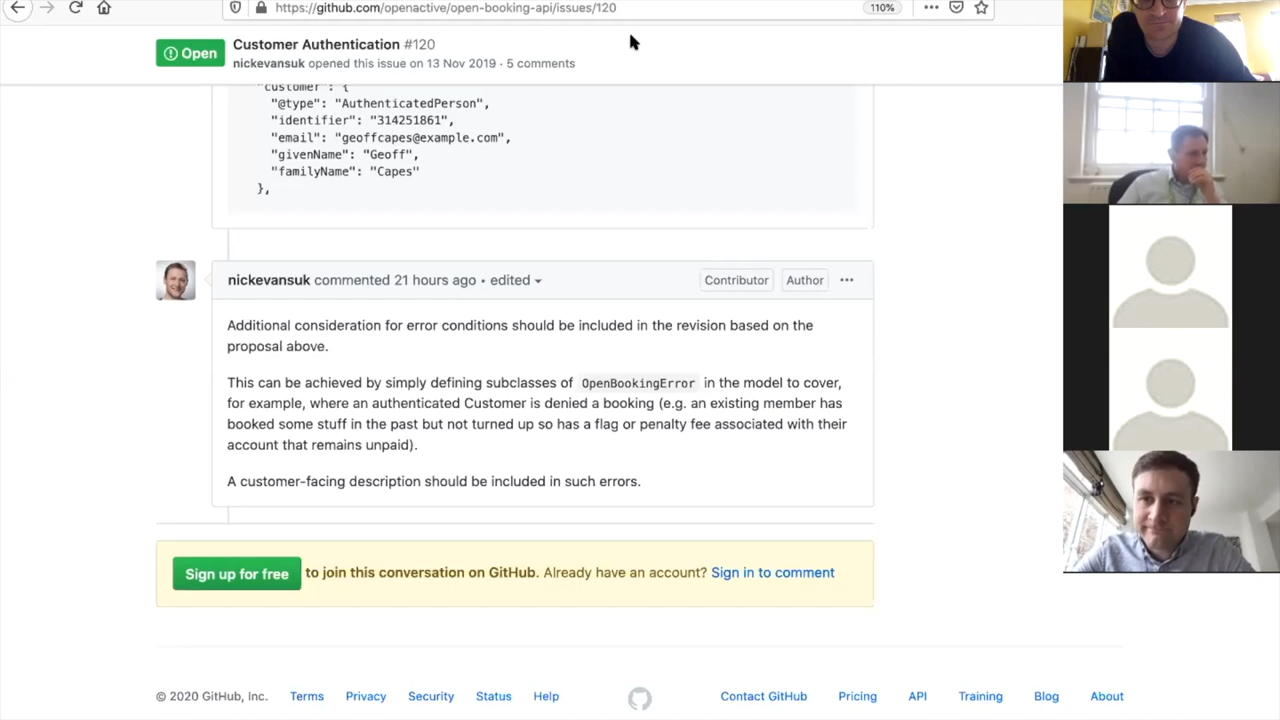 https://github.com/openactive/open-booking-api/issues/120
110%
Open
Customer Authentication #120
nickevansuk opened this issue on 13 Nov 2019 · 5 comments
"customer": {
"@type": "AuthenticatedPerson",
"identifier": "314251861",
"email": "geoffcapes@example.com",
"givenName": "Geoff",
"familyName": "Capes"
},
nickevansuk commented 21 hours ago • edited
Contributor
Author
Additional consideration for error conditions should be included in the revision based on the
proposal above.
This can be achieved by simply defining subclasses of OpenBookingError in the model to cover,
for example, where an authenticated Customer is denied a booking (e.g. an existing member has
booked some stuff in the past but not turned up so has a flag or penalty fee associated with their
account that remains unpaid).
A customer-facing description should be included in such errors.
Sign up for free to join this conversation on GitHub. Already have an account? Sign in to comment
© 2020 GitHub, Inc. Terms Privacy Security Status Help Contact GitHub Pricing API Training Blog About